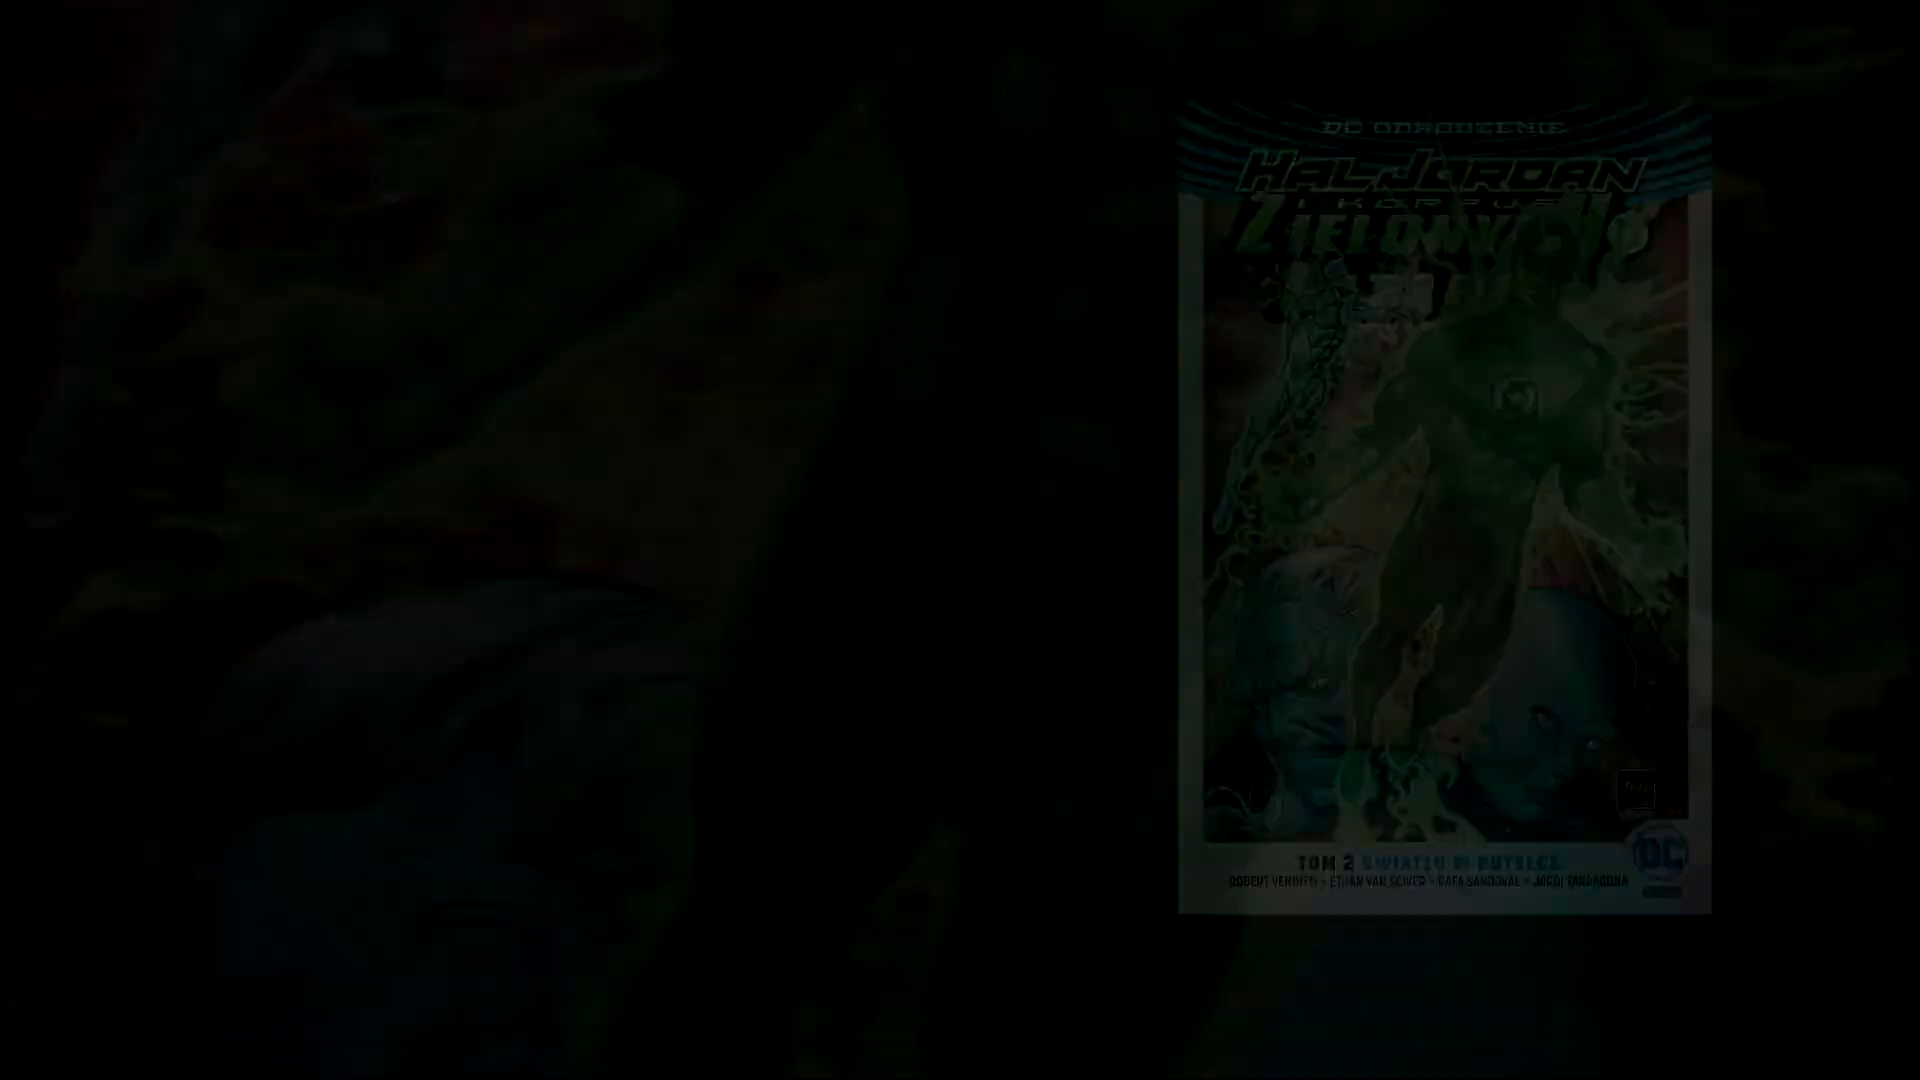 DC ODRODZENIE
HAL JORDAN
I KORPUS
ZIELONYCH
TOM 2 ŚWIATŁO W BUTELCE
ROBERT VENDITTI • ETHAN VAN SCIVER • RAFA SANDOVAL • JORDI TARRAGONA
DC